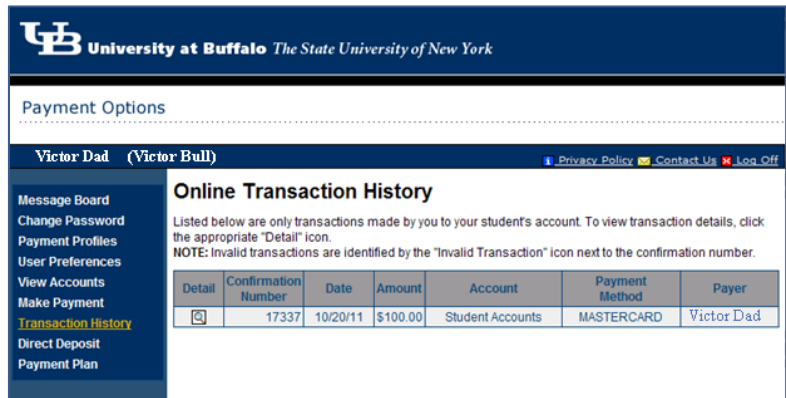 UB University at Buffalo The State University of New York
Payment Options
Victor Dad (Victor Bull)
Privacy Policy Contact Us Log Off
Message Board
Change Password
Payment Profiles
User Preferences
View Accounts
Make Payment
Transaction History
Direct Deposit
Payment Plan
Online Transaction History
Listed below are only transactions made by you to your student's account. To view transaction details, click
the appropriate "Detail" icon.
NOTE: Invalid transactions are identified by the "Invalid Transaction" icon next to the confirmation number.
Detail Confirmation Number Date Amount Account Payment Method Payer
17337 10/20/11 $100.00 Student Accounts MASTERCARD Victor Dad